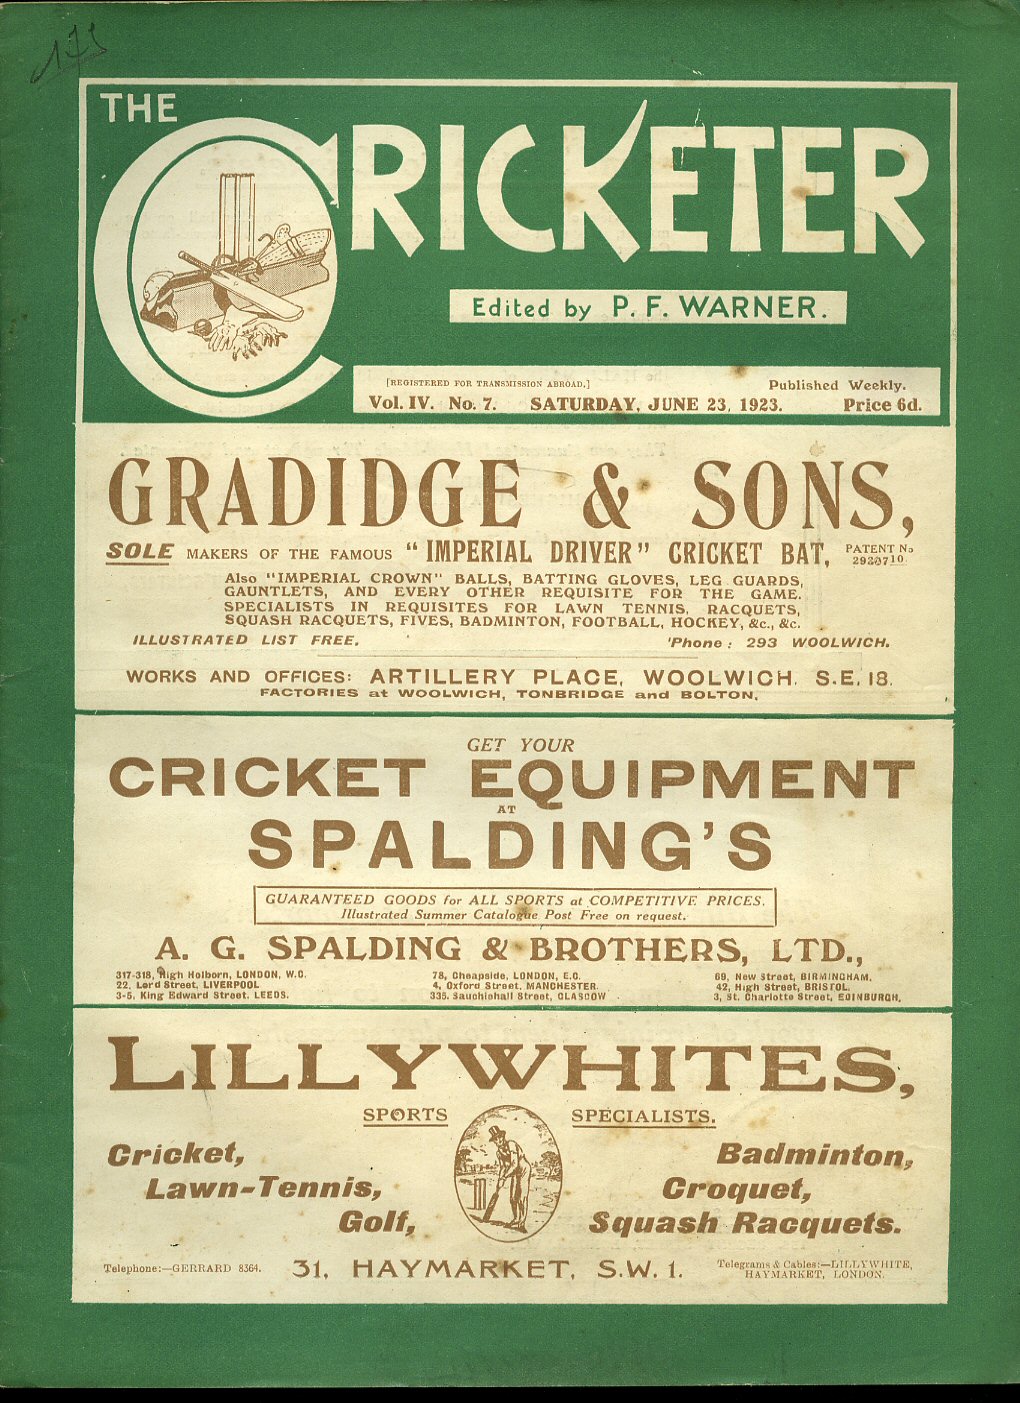 175
THE
CRICKETER
Edited by P. F. WARNER.
[REGISTERED FOR TRANSMISSION ABROAD.]
Published Weekly.
Vol. IV. No. 7. SATURDAY, JUNE 23, 1923. Price 6d.
GRADIDGE & SONS,
SOLE MAKERS OF THE FAMOUS "IMPERIAL DRIVER" CRICKET BAT, PATENT No
Also "IMPERIAL CROWN" BALLS, BATTING GLOVES, LEG GUARDS,
GAUNTLETS, AND EVERY OTHER REQUISITE FOR THE GAME.
SPECIALISTS IN REQUISITES FOR LAWN TENNIS, RACQUETS,
SQUASH RACQUETS, FIVES, BADMINTON, FOOTBALL, HOCKEY, &c., &c.
ILLUSTRATED LIST FREE.
'Phone: 293 WOOLWICH.
WORKS AND OFFICES: ARTILLERY PLACE, WOOLWICH. S.E. 18.
FACTORIES at WOOLWICH, TONBRIDGE and BOLTON.
GET YOUR
CRICKET EQUIPMENT
AT
SPALDING'S
GUARANTEED GOODS for ALL SPORTS at COMPETITIVE PRICES.
Illustrated Summer Catalogue Post Free on request.
A. G. SPALDING & BROTHERS, LTD.,
317-318, High Holborn, LONDON, W.C.
22, Lord Street, LIVERPOOL
3-5, King Edward Street, LEEDS.
78, Cheapside, LONDON, E.C.
4, Oxford Street, MANCHESTER.
335, Sauchiehall Street, GLASGOW
69, New Street, BIRMINGHAM.
42, High Street, BRISTOL.
3, St. Charlotte Street, EDINBURGH.
LILLYWHITES,
SPORTS SPECIALISTS.
Cricket,
Lawn-Tennis,
Golf,
Badminton,
Croquet,
Squash Racquets.
Telephone:—GERRARD 8364.
31, HAYMARKET, S.W. 1.
Telegrams & Cables:—LILLYWHITE,
HAYMARKET, LONDON.